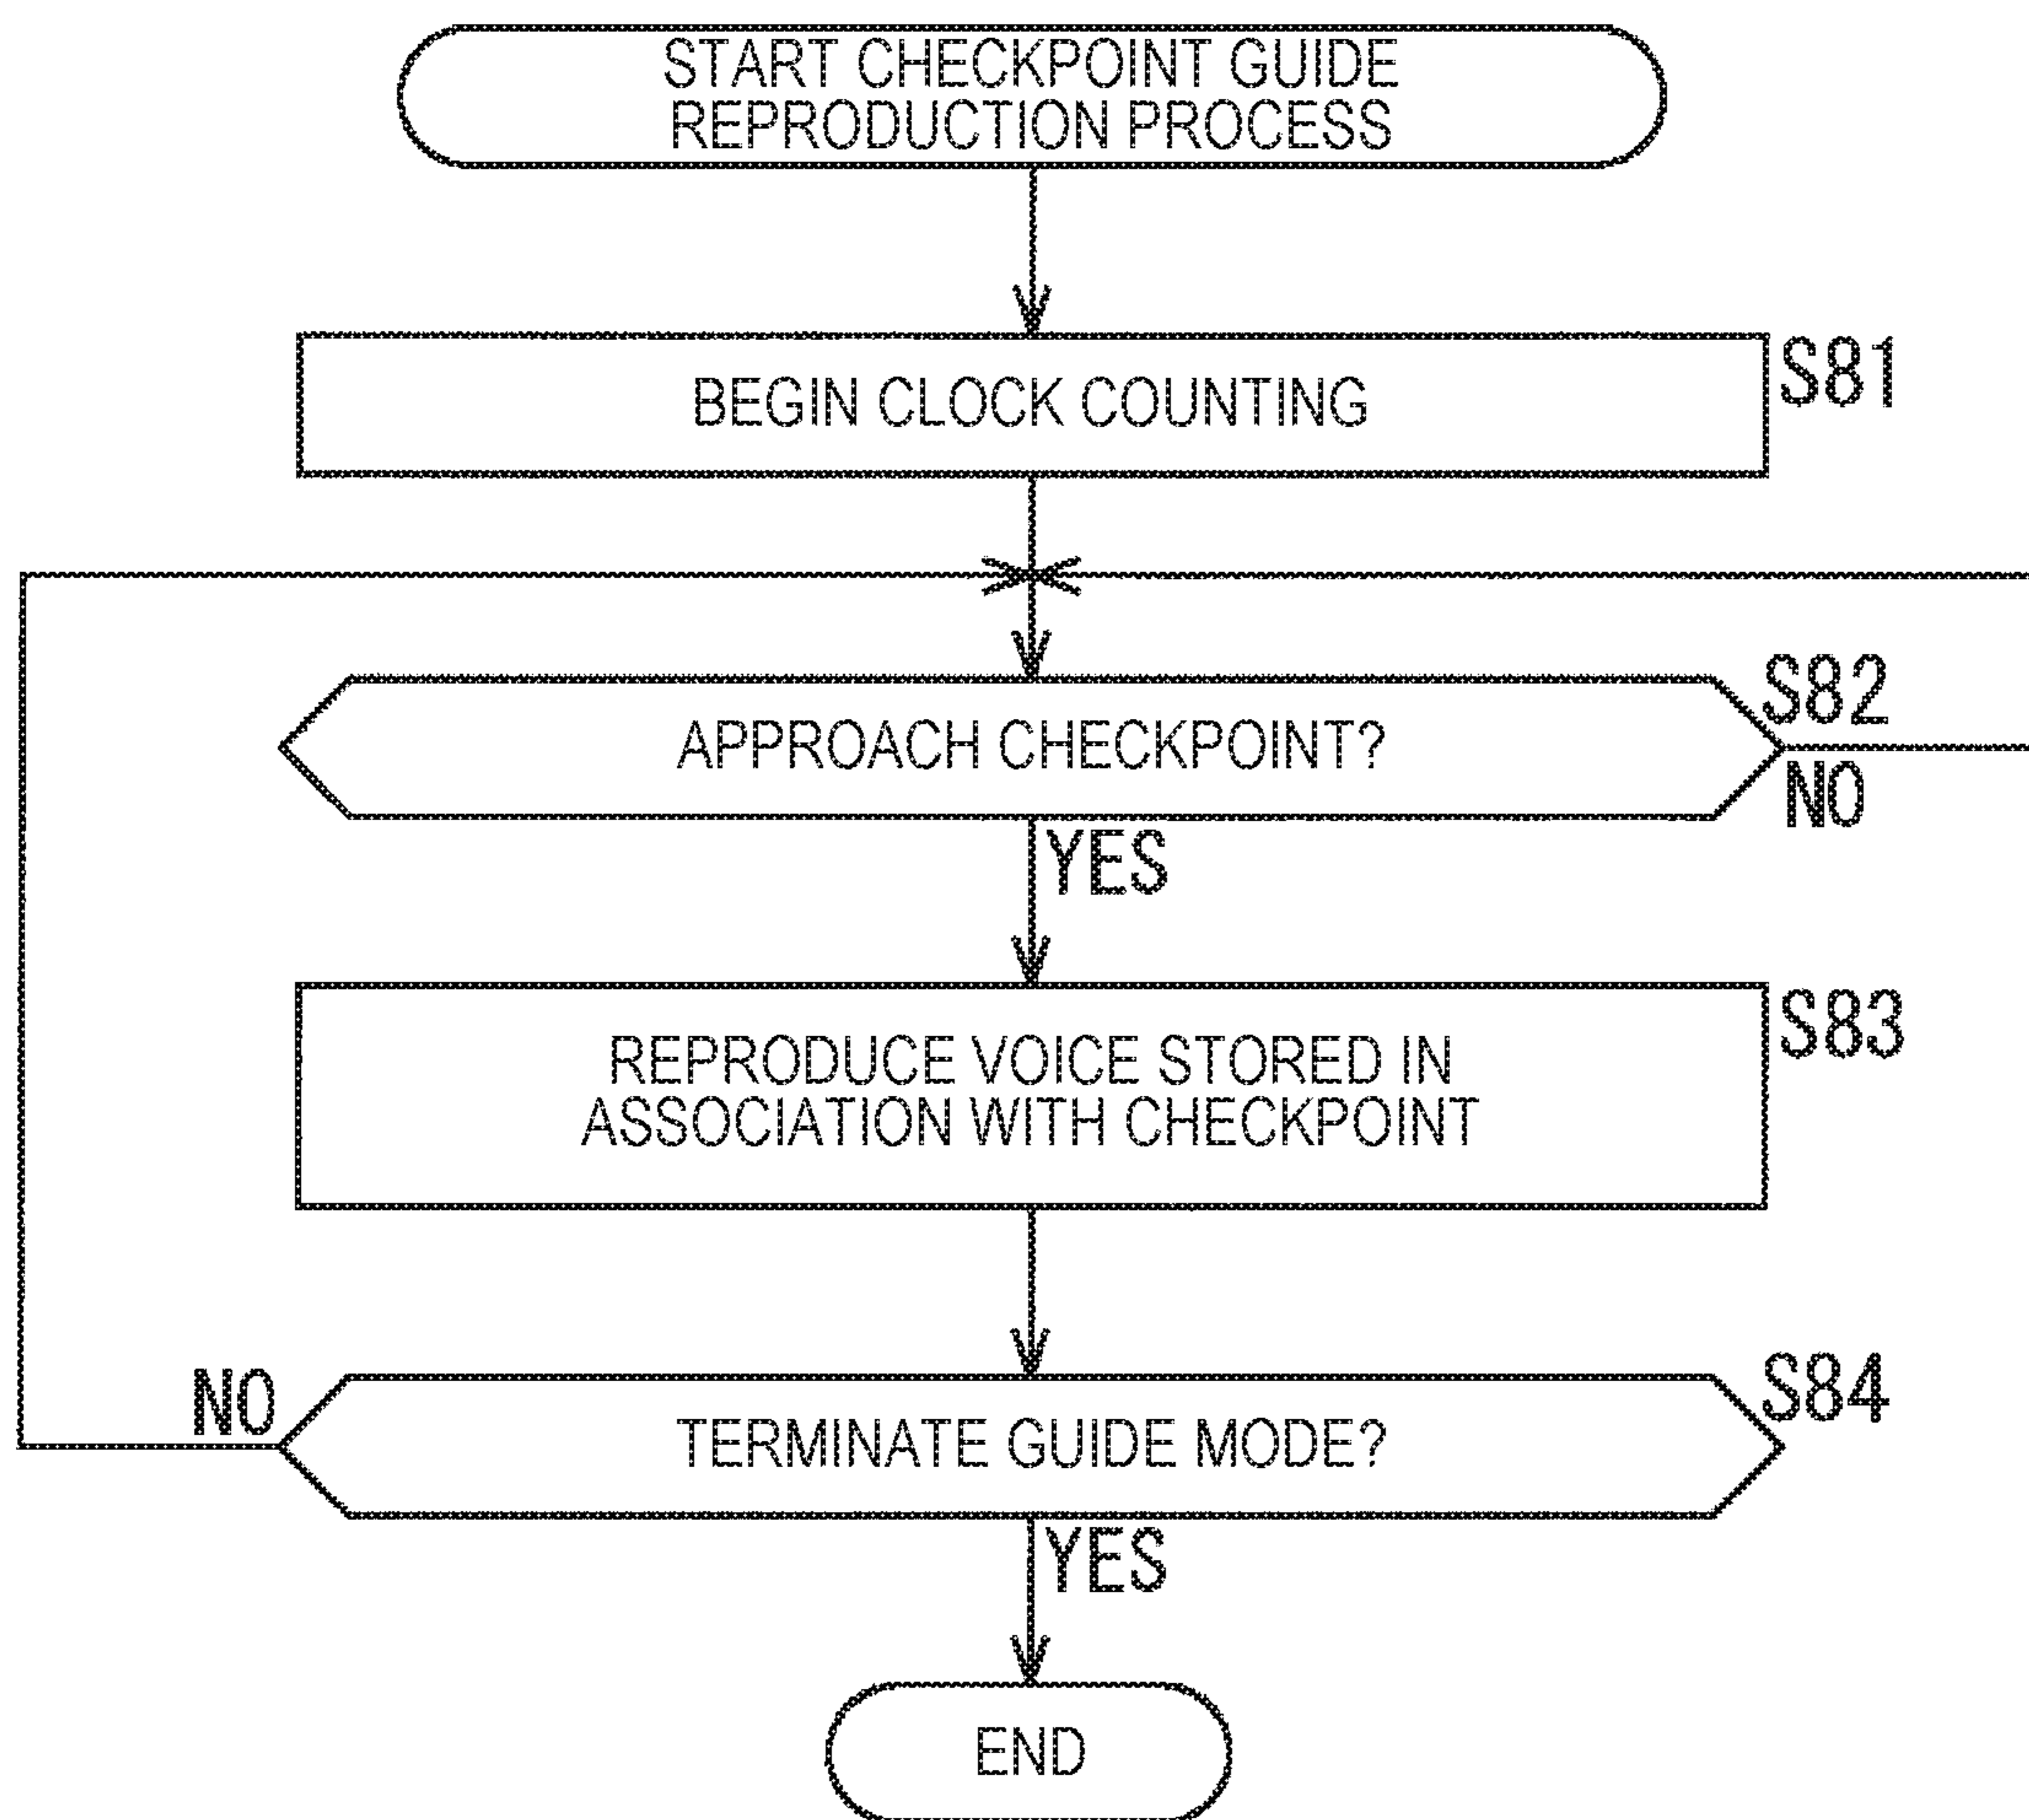 START CHECKPOINT GUIDE
REPRODUCTION PROCESS
BEGIN CLOCK COUNTING
S81
APPROACH CHECKPOINT?
S82
NO
YES
REPRODUCE VOICE STORED IN
ASSOCIATION WITH CHECKPOINT
S83
NO
TERMINATE GUIDE MODE?
S84
YES
END